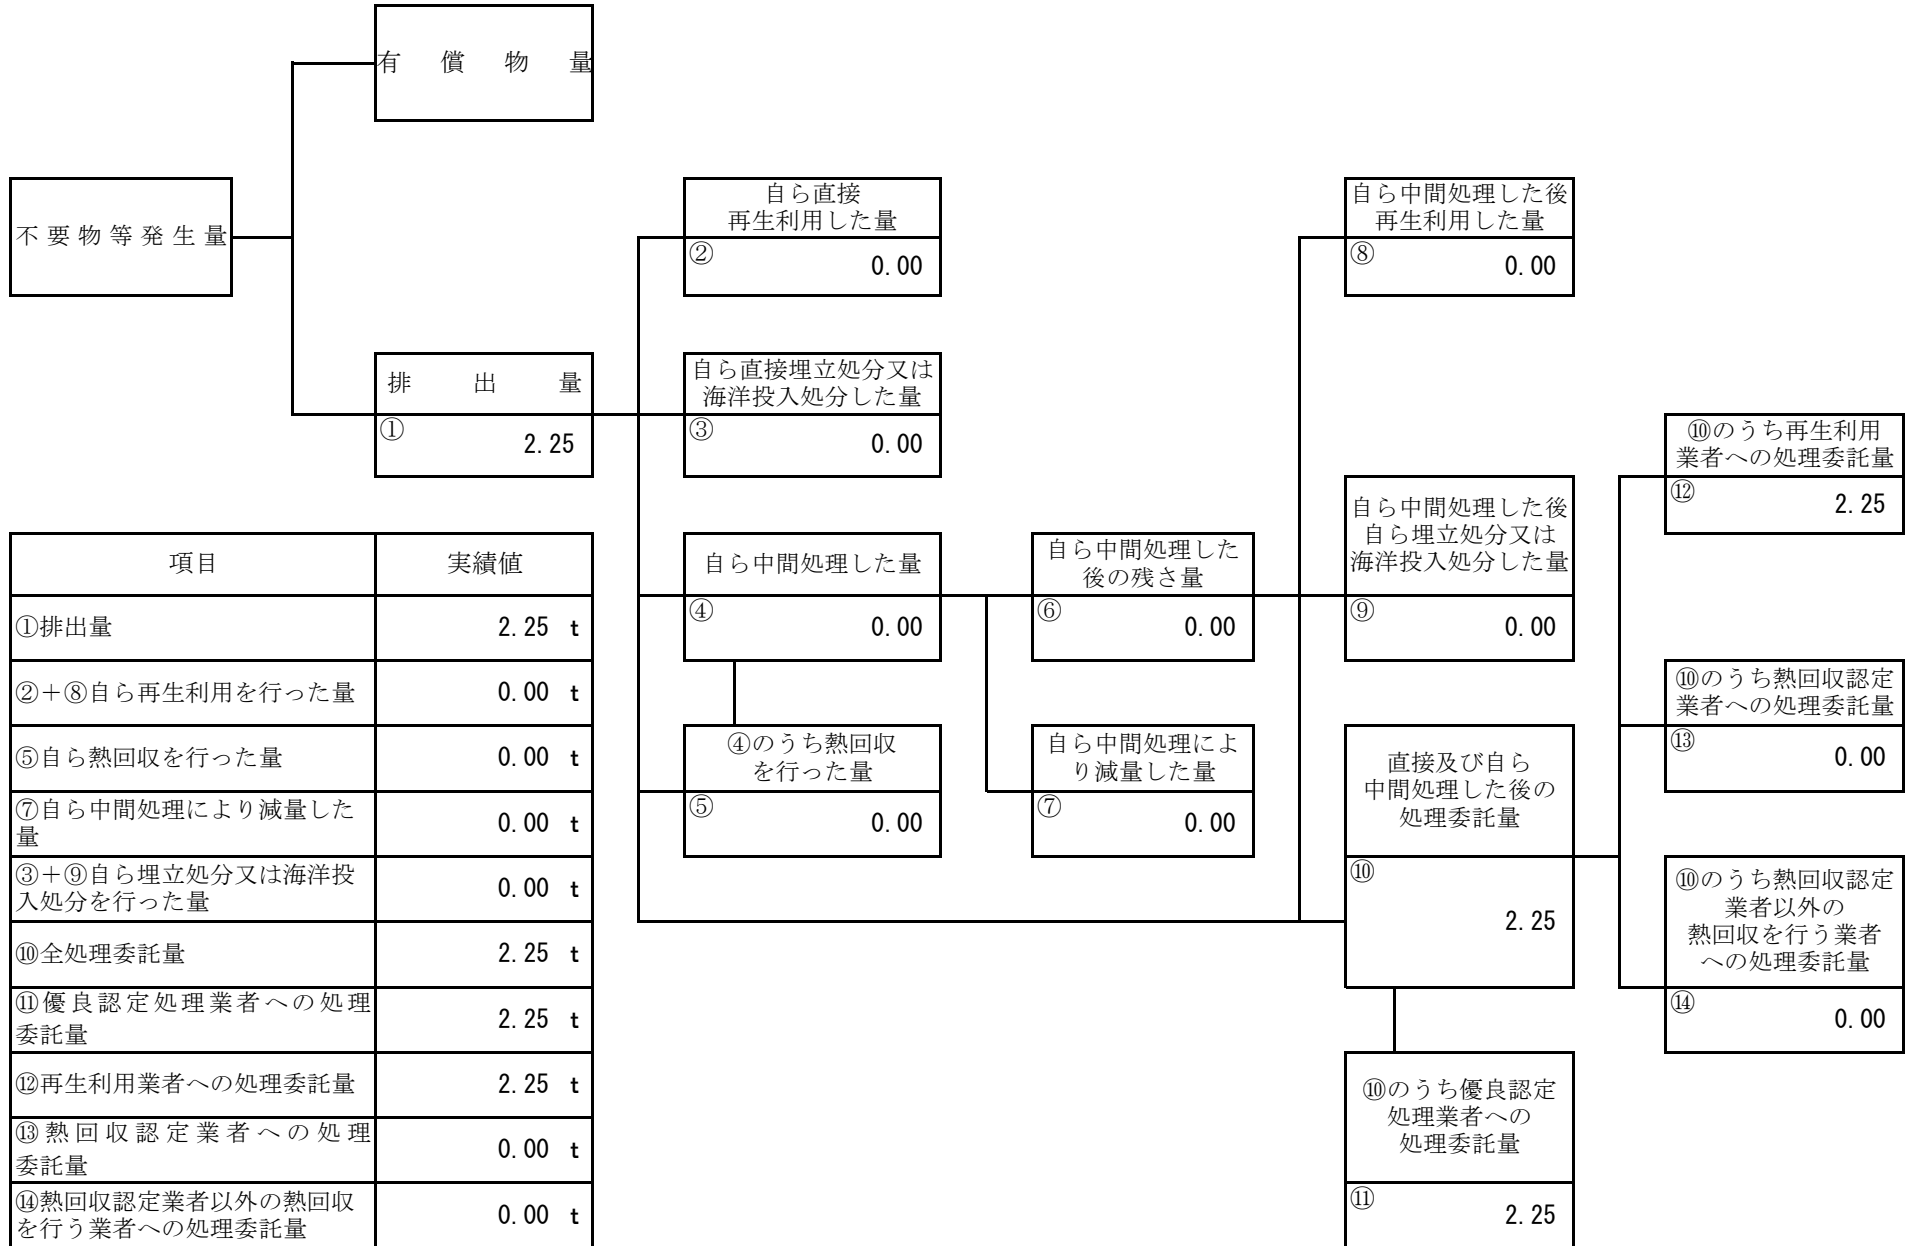 有償物量
不要物等発生量
自ら直接
再生利用した量
②
0.00
自ら中間処理した後
再生利用した量
⑧
0.00
排出量
①
2.25
自ら直接埋立処分又は
海洋投入処分した量
③
0.00
⑩のうち再生利用
業者への処理委託量
⑫
2.25
自ら中間処理した量
④
0.00
自ら中間処理した
後の残さ量
⑥
0.00
自ら中間処理した後
自ら埋立処分又は
海洋投入処分した量
⑨
0.00
④のうち熱回収
を行った量
⑤
0.00
自ら中間処理によ
り減量した量
⑦
0.00
直接及び自ら
中間処理した後の
処理委託量
⑩
2.25
⑩のうち熱回収認定
業者への処理委託量
⑬
0.00
⑩のうち熱回収認定
業者以外の
熱回収を行う業者
への処理委託量
⑭
0.00
⑩のうち優良認定
処理業者への
処理委託量
⑪
2.25
項目 実績値
①排出量 2.25 t
②＋⑧自ら再生利用を行った量 0.00 t
⑤自ら熱回収を行った量 0.00 t
⑦自ら中間処理により減量した
量 0.00 t
③＋⑨自ら埋立処分又は海洋投
入処分を行った量 0.00 t
⑩全処理委託量 2.25 t
⑪優良認定処理業者への処理
委託量 2.25 t
⑫再生利用業者への処理委託量 2.25 t
⑬熱回収認定業者への処理
委託量 0.00 t
⑭熱回収認定業者以外の熱回収
を行う業者への処理委託量 0.00 t